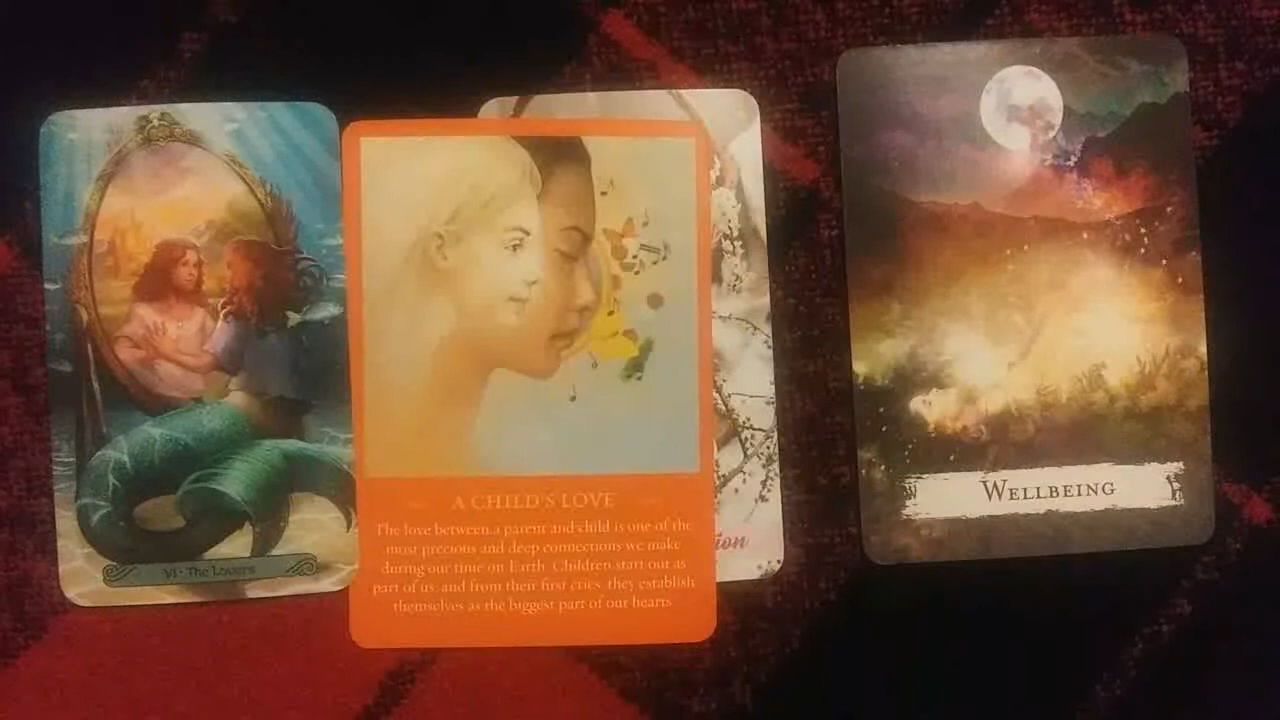 VI · The Lovers
A CHILD'S LOVE
The love between a parent and child is one of the
most precious and deep connections we make
during our time on Earth. Children start out as
part of us, and from their first cries, they establish
themselves as the biggest part of our hearts
ion
WELLBEING